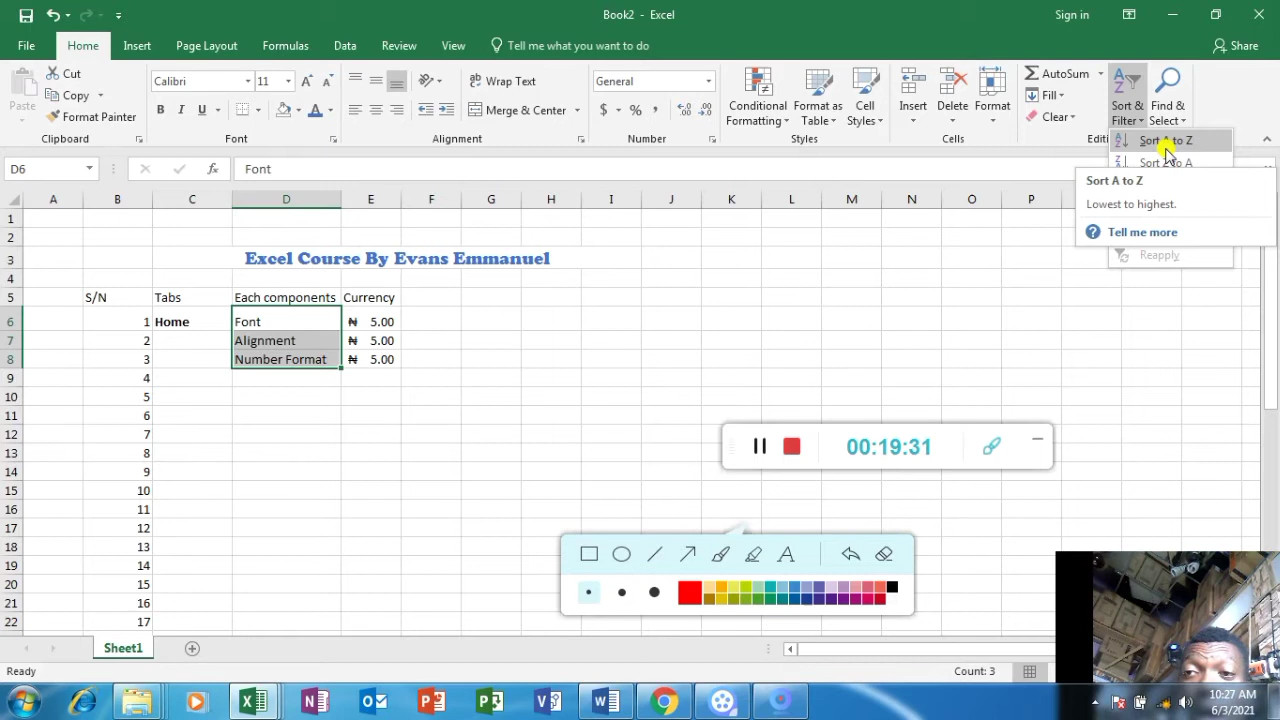 Book2 - Excel
Sign in
File
Home
Insert
Page Layout
Formulas
Data
Review
View
Tell me what you want to do
Share
Paste
Cut
Copy
Format Painter
Clipboard
Calibri
11
B I U
Font
Wrap Text
Merge & Center
Alignment
General
$ % ,
Number
Conditional Formatting
Format as Table
Cell Styles
Styles
Insert
Delete
Format
Cells
AutoSum
Fill
Clear
Sort & Filter
Find & Select
Sort A to Z
Sort Z to A
Sort A to Z
Lowest to highest.
Tell me more
Reapply
D6
fx
Font
A B C D E F G H I J K L M N O P
1
2
3 Excel Course By Evans Emmanuel
4
5 S/N Tabs Each components Currency
6 1 Home Font ₦ 5.00
7 2 Alignment ₦ 5.00
8 3 Number Format ₦ 5.00
9 4
10 5
11 6
12 7
13 8
14 9
15 10
16 11
17 12
18 13
19 14
20 15
21 16
22 17
00:19:31
A
Sheet1
Ready
Count: 3
10:27 AM
6/3/2021